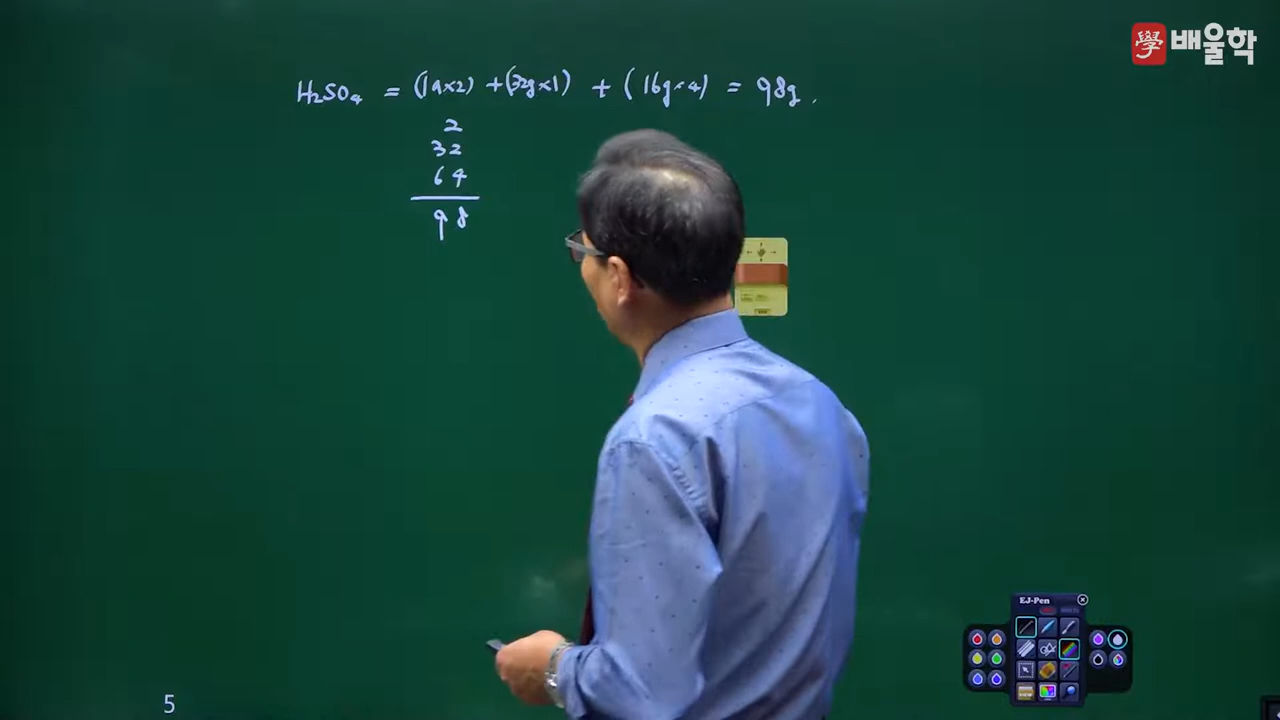 學 배울학
H₂SO₄ = (1g×2) + (32g×1) + (16g×4) = 98g.
2
32
64
98
EJ-Pen
5